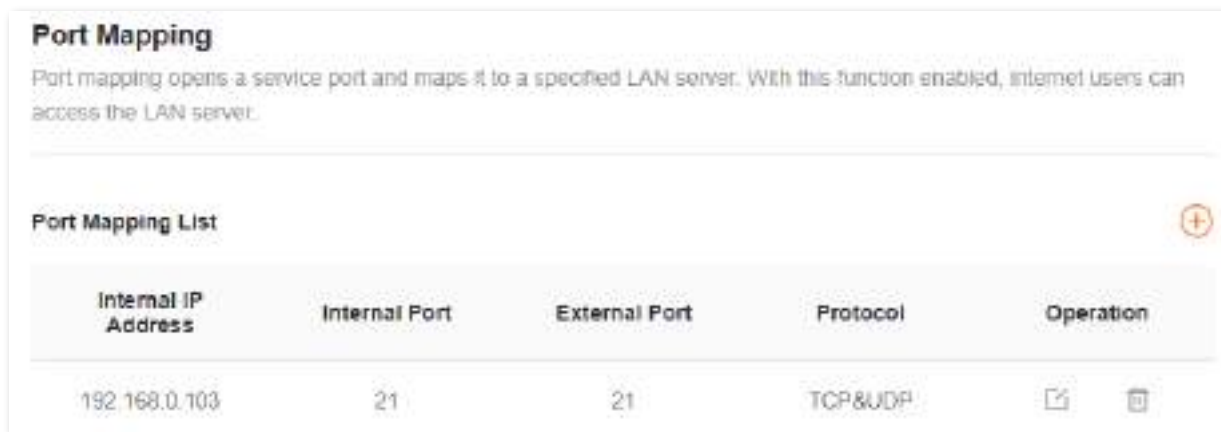 Port Mapping
Port mapping opens a service port and maps it to a specified LAN server. With this function enabled, internet users can
access the LAN server.
Port Mapping List
Internal IP
Address
Internal Port
External Port
Protocol
Operation
192.168.0.103
21
21
TCP&UDP